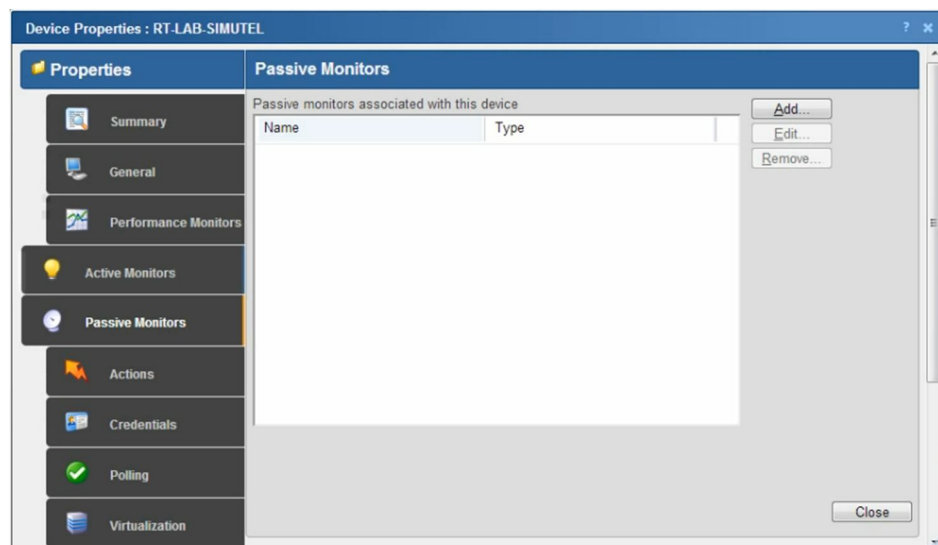 Device Properties : RT-LAB-SIMUTEL
?
Properties
Passive Monitors
Summary
General
Performance Monitors
Active Monitors
Passive Monitors
Actions
Credentials
Polling
Virtualization
Passive monitors associated with this device
Name Type
Add...
Edit...
Remove...
Close